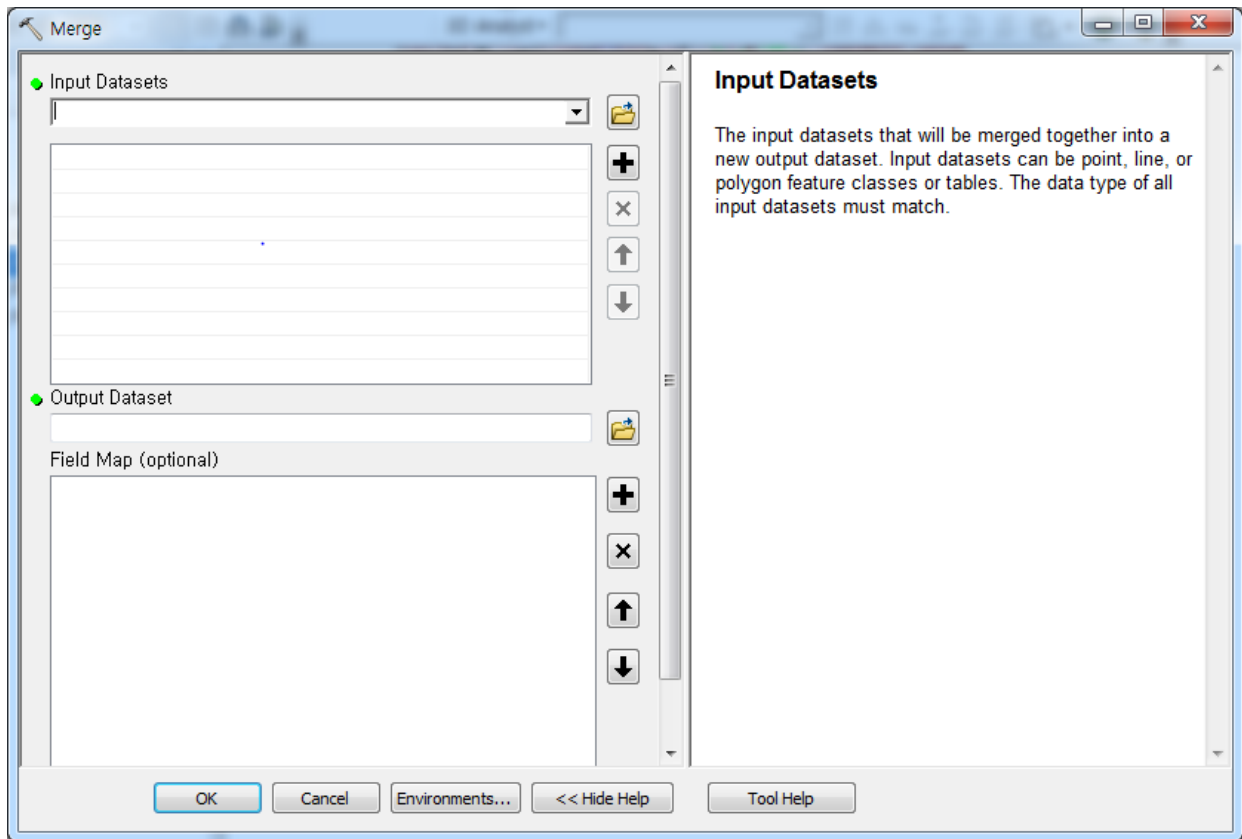 Merge
Input Datasets
Output Dataset
Field Map (optional)
Input Datasets
The input datasets that will be merged together into a
new output dataset. Input datasets can be point, line, or
polygon feature classes or tables. The data type of all
input datasets must match.
OK Cancel Environments... << Hide Help Tool Help